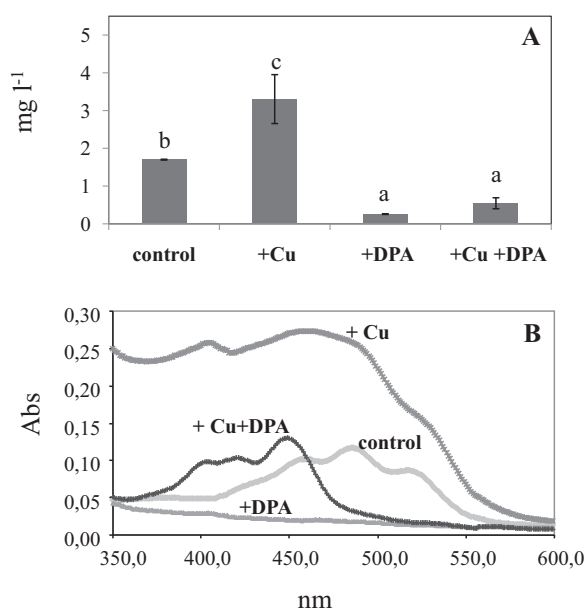 A
5
4
3
2
1
0
mg l-1
b
c
a
a
control
+Cu
+DPA
+Cu +DPA
B
0,30
0,25
0,20
0,15
0,10
0,05
0,00
Abs
+ Cu
+ Cu+DPA
control
+DPA
350,0
400,0
450,0
500,0
550,0
600,0
nm